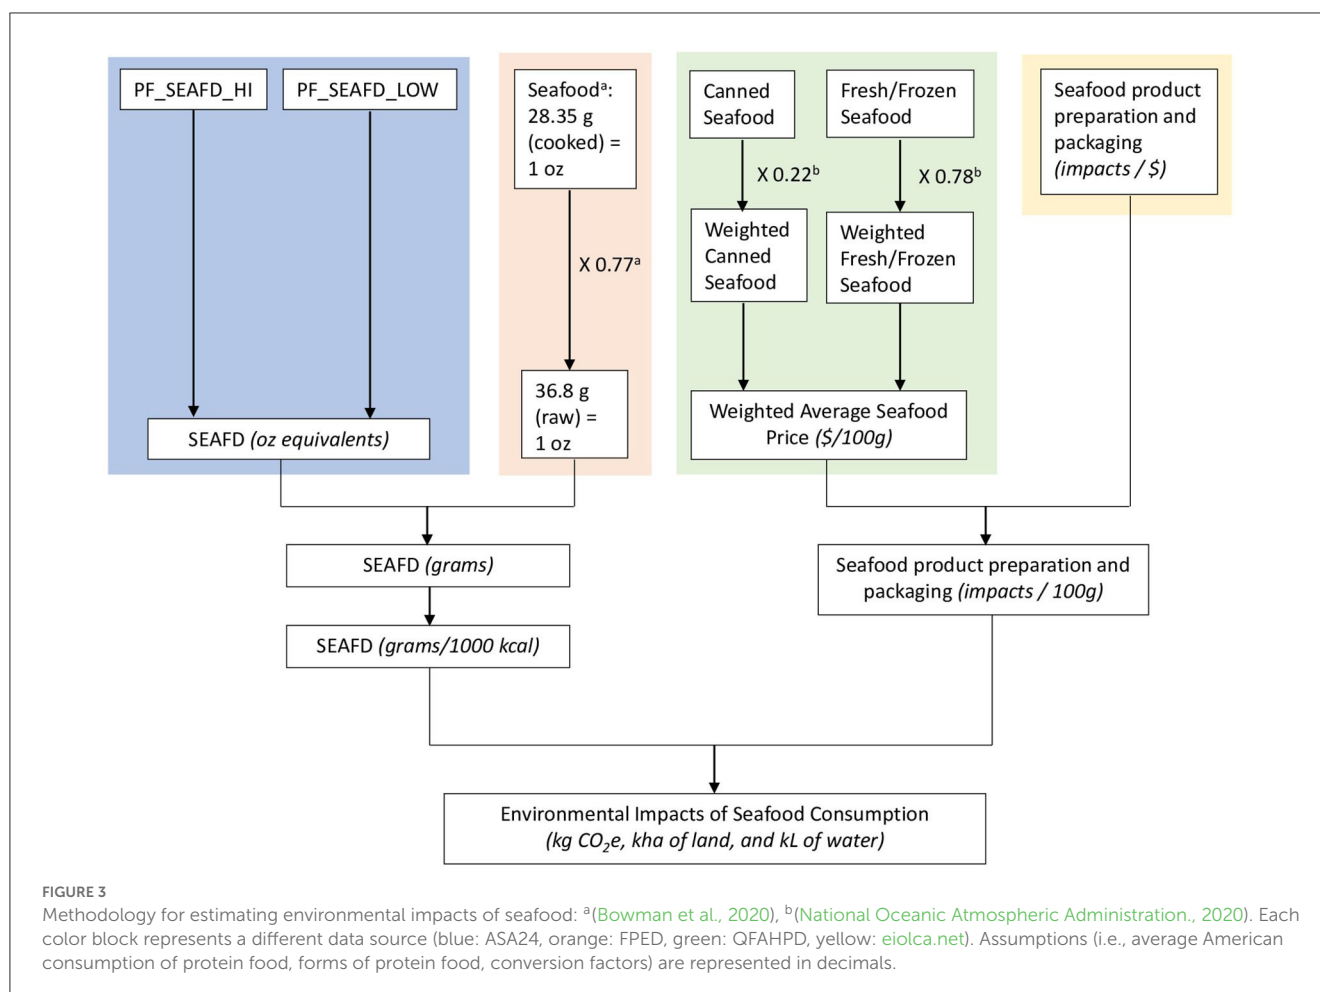 PF_SEAFD_HI
PF_SEAFD_LOW
Seafoodᵃ:
28.35 g
(cooked) =
1 oz
Canned
Seafood
Fresh/Frozen
Seafood
Seafood product
preparation and
packaging
(impacts / $)
X 0.22ᵇ
X 0.78ᵇ
Weighted
Canned
Seafood
Weighted
Fresh/Frozen
Seafood
X 0.77ᵃ
36.8 g
(raw) =
1 oz
SEAFD (oz equivalents)
Weighted Average Seafood
Price ($/100g)
SEAFD (grams)
SEAFD (grams/1000 kcal)
Seafood product preparation and
packaging (impacts / 100g)
Environmental Impacts of Seafood Consumption
(kg CO₂e, kha of land, and kL of water)
FIGURE 3
Methodology for estimating environmental impacts of seafood: ᵃ(Bowman et al., 2020), ᵇ(National Oceanic Atmospheric Administration., 2020). Each
color block represents a different data source (blue: ASA24, orange: FPED, green: QFAHPD, yellow: eiolca.net). Assumptions (i.e., average American
consumption of protein food, forms of protein food, conversion factors) are represented in decimals.